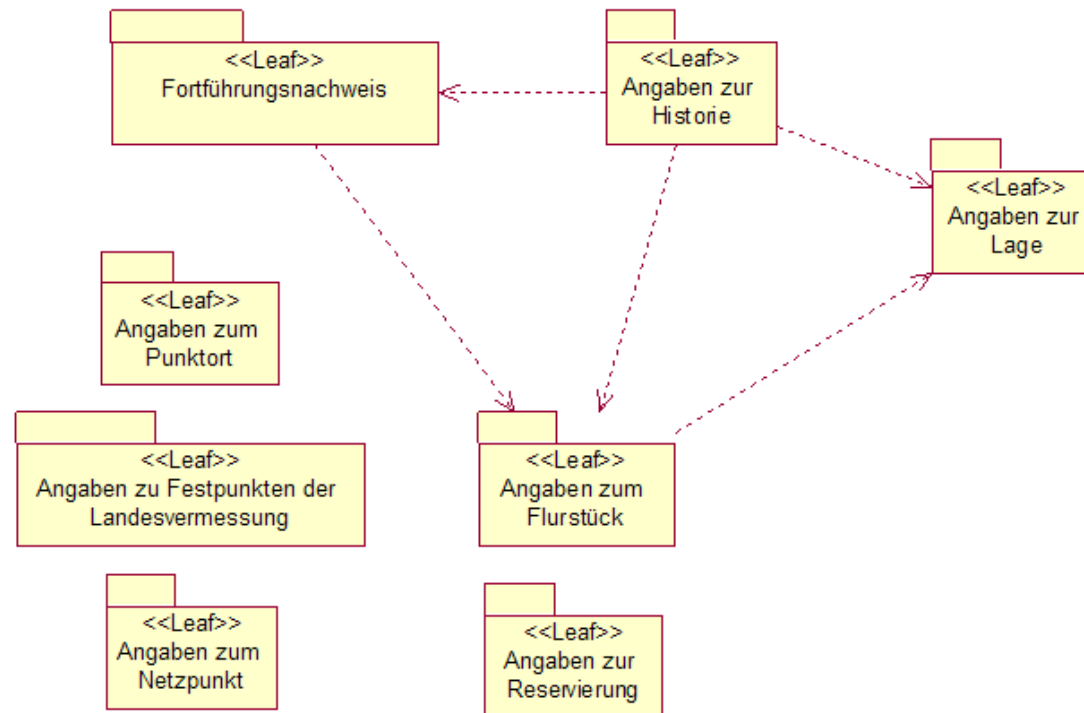 <<Leaf>>
Fortführungsnachweis
<<Leaf>>
Angaben zur
Historie
<<Leaf>>
Angaben zur
Lage
<<Leaf>>
Angaben zum
Punktort
<<Leaf>>
Angaben zu Festpunkten der
Landesvermessung
<<Leaf>>
Angaben zum
Flurstück
<<Leaf>>
Angaben zum
Netzpunkt
<<Leaf>>
Angaben zur
Reservierung